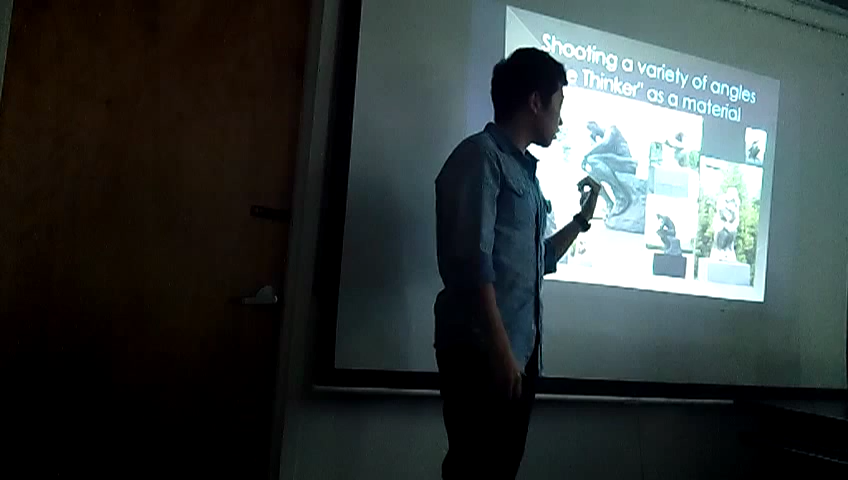 Shooting a variety of angles
Thinker" as a material